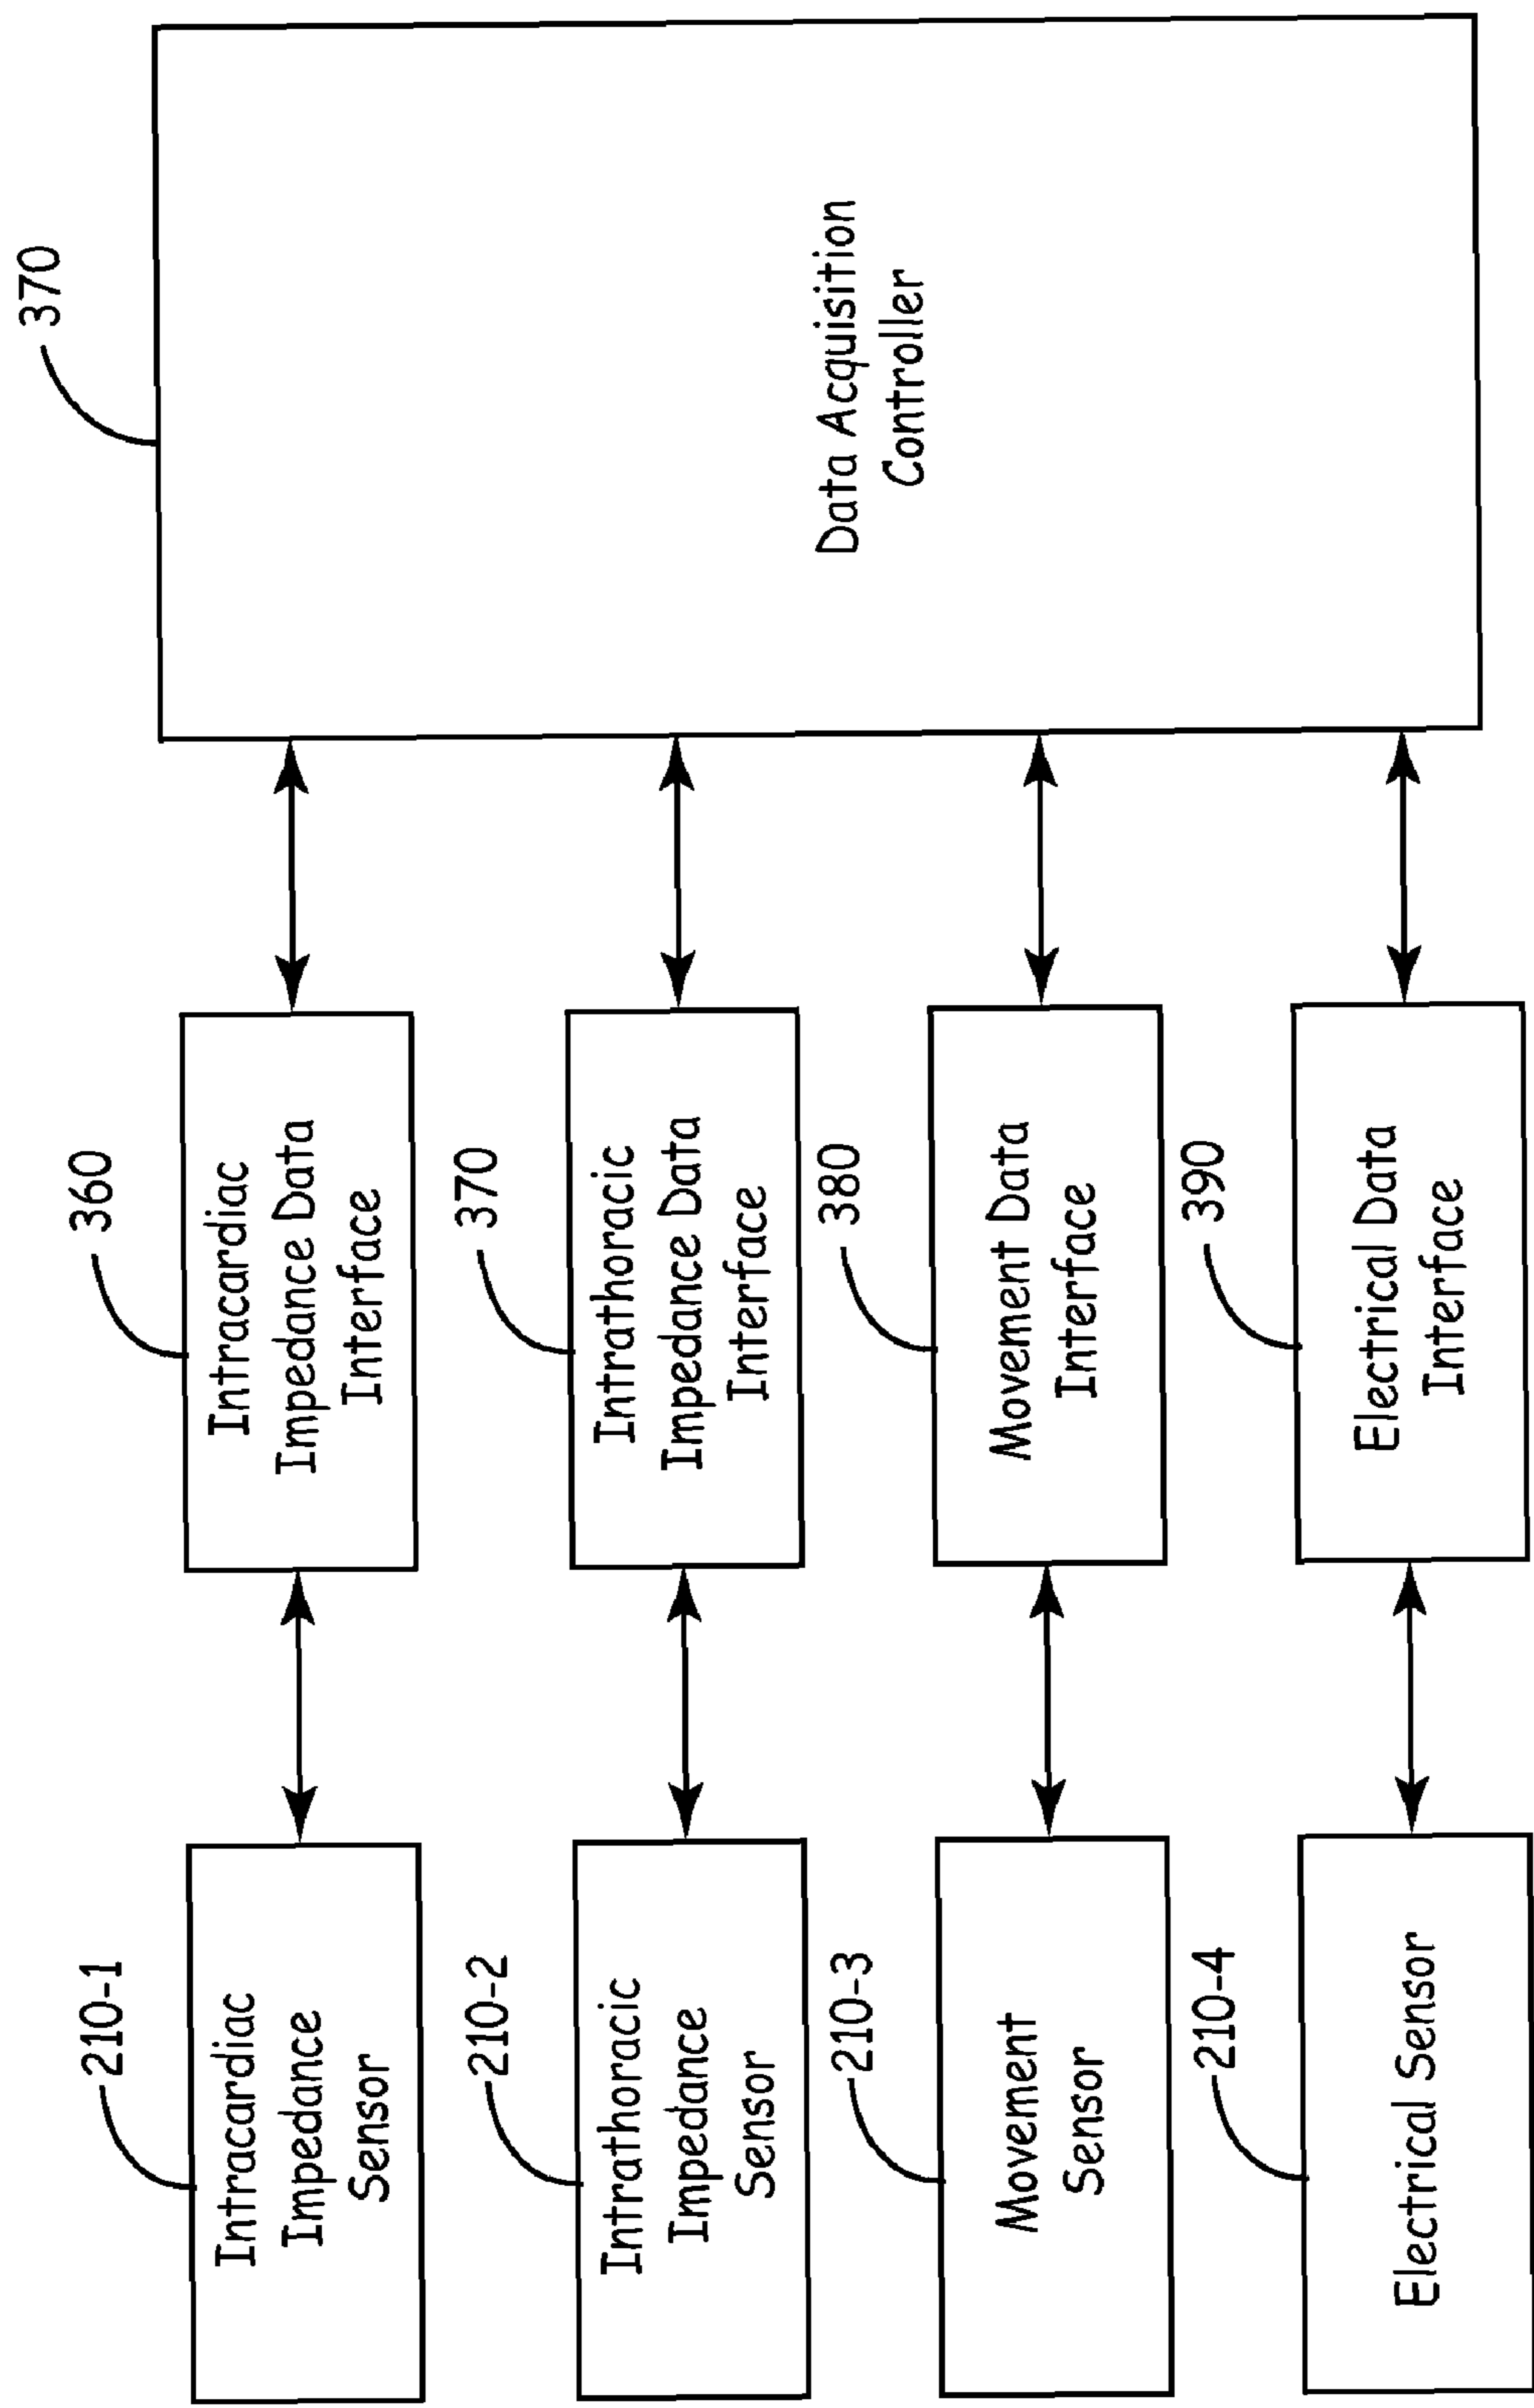 210-1
Intracardiac
Impedance
Sensor
360
Intracardiac
Impedance Data
Interface
370
Data Acquisition
Controller
210-2
Intrathoracic
Impedance
Sensor
370
Intrathoracic
Impedance Data
Interface
210-3
Movement
Sensor
380
Movement Data
Interface
210-4
Electrical Sensor
390
Electrical Data
Interface